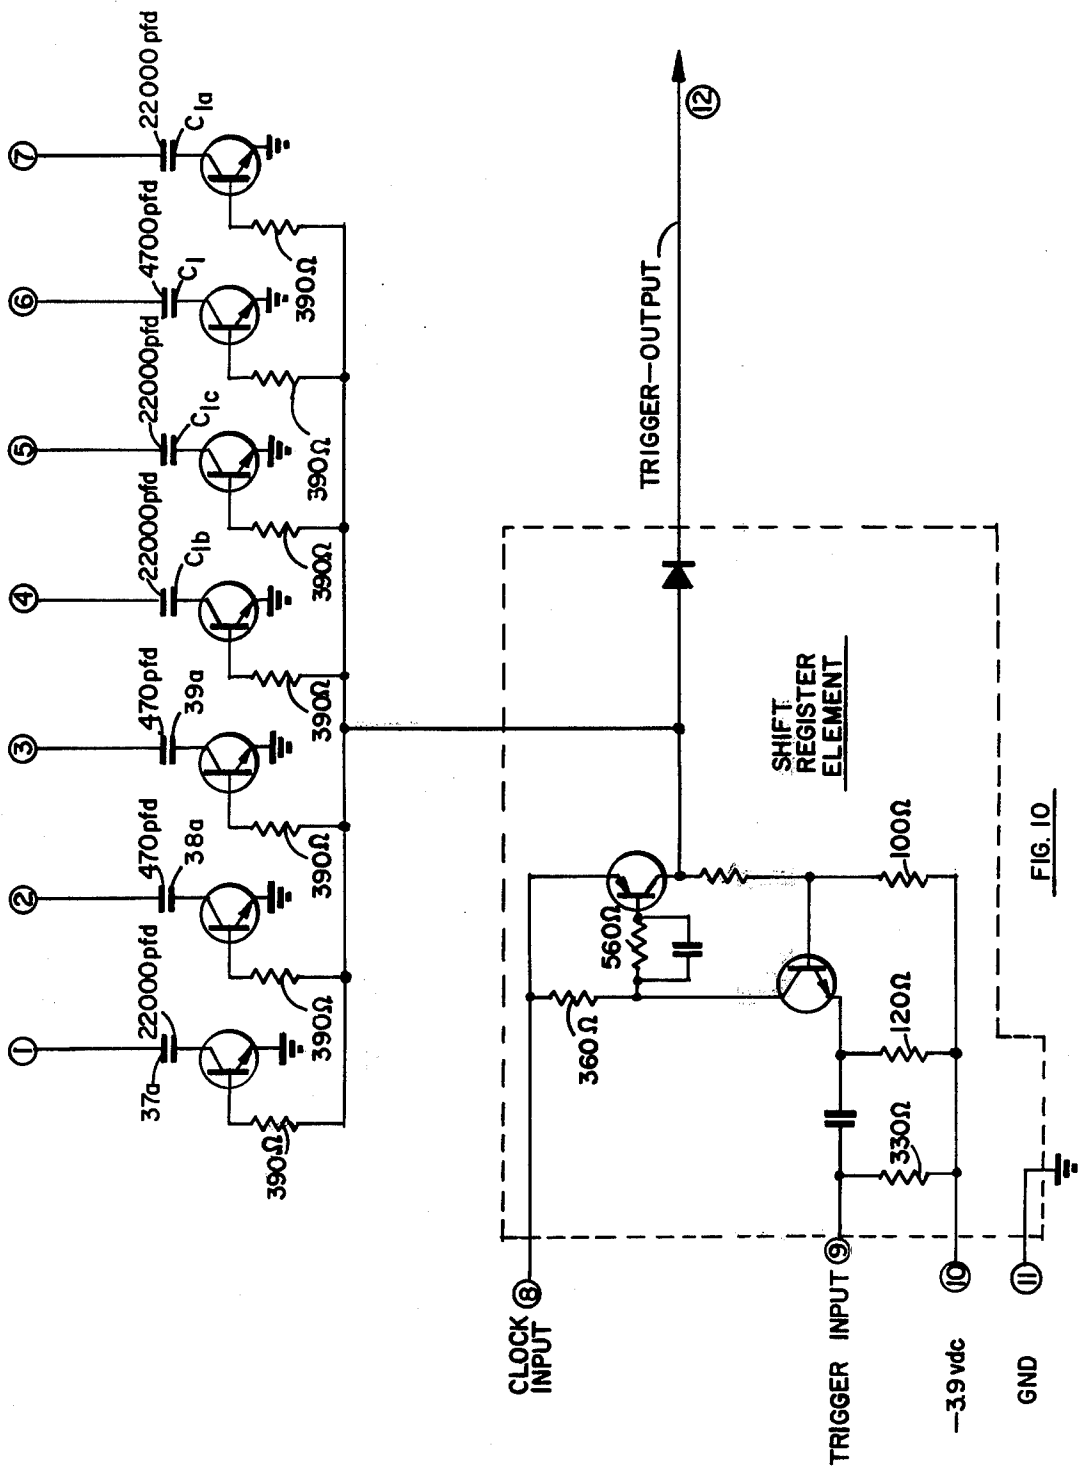 ①
②
③
④
⑤
⑥
⑦
22000pfd
470pfd
470pfd
22000pfd
22000pfd
4700pfd
22000pfd
37a
38a
39a
C1b
C1c
C1
C1a
390Ω
390Ω
390Ω
390Ω
390Ω
390Ω
390Ω
TRIGGER-OUTPUT
⑫
CLOCK
INPUT
⑧
360Ω
560Ω
SHIFT
REGISTER
ELEMENT
TRIGGER INPUT ⑨
330Ω
120Ω
100Ω
-3.9vdc
⑩
GND
⑪
FIG. 10